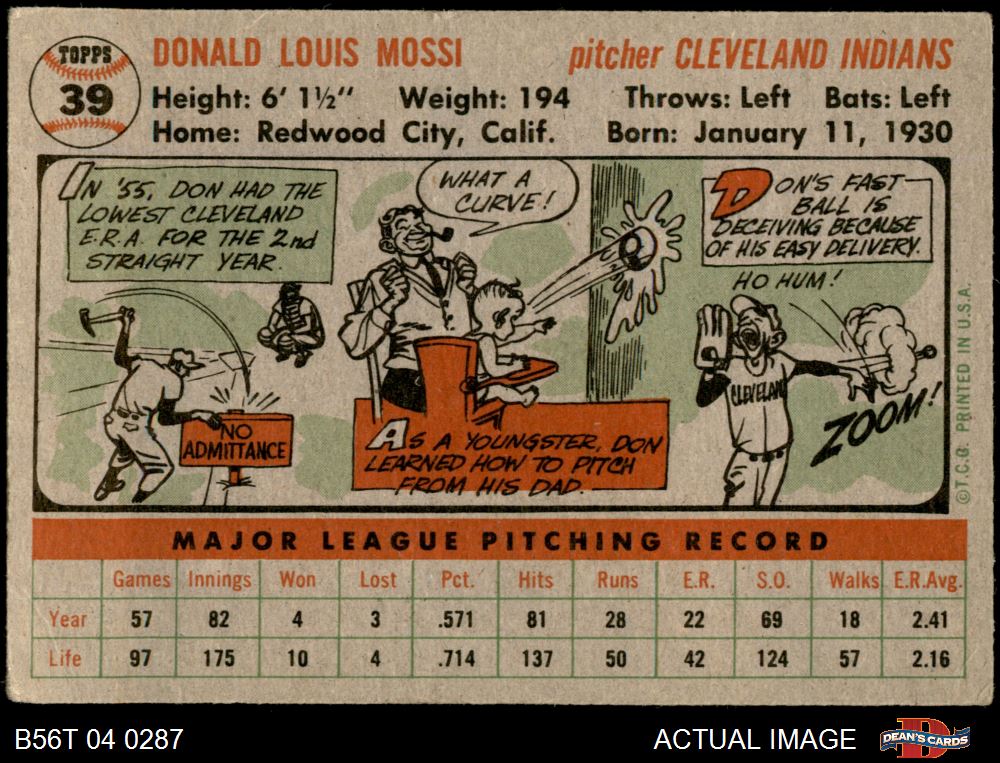 TOPPS
39
DONALD LOUIS MOSSI pitcher CLEVELAND INDIANS
Height: 6' 1½" Weight: 194 Throws: Left Bats: Left
Home: Redwood City, Calif. Born: January 11, 1930
IN '55, DON HAD THE
LOWEST CLEVELAND
E.R.A. FOR THE 2nd
STRAIGHT YEAR.
NO
ADMITTANCE
WHAT A
CURVE!
AS A YOUNGSTER, DON
LEARNED HOW TO PITCH
FROM HIS DAD.
DON'S FAST
BALL IS
DECEIVING BECAUSE
OF HIS EASY DELIVERY.
HO HUM!
CLEVELAND
ZOOM!
©T.C.G. PRINTED IN U.S.A.
MAJOR LEAGUE PITCHING RECORD
Games Innings Won Lost Pct. Hits Runs E.R. S.O. Walks E.R.Avg.
Year 57 82 4 3 .571 81 28 22 69 18 2.41
Life 97 175 10 4 .714 137 50 42 124 57 2.16
B56T 04 0287 ACTUAL IMAGE DEAN'S CARDS